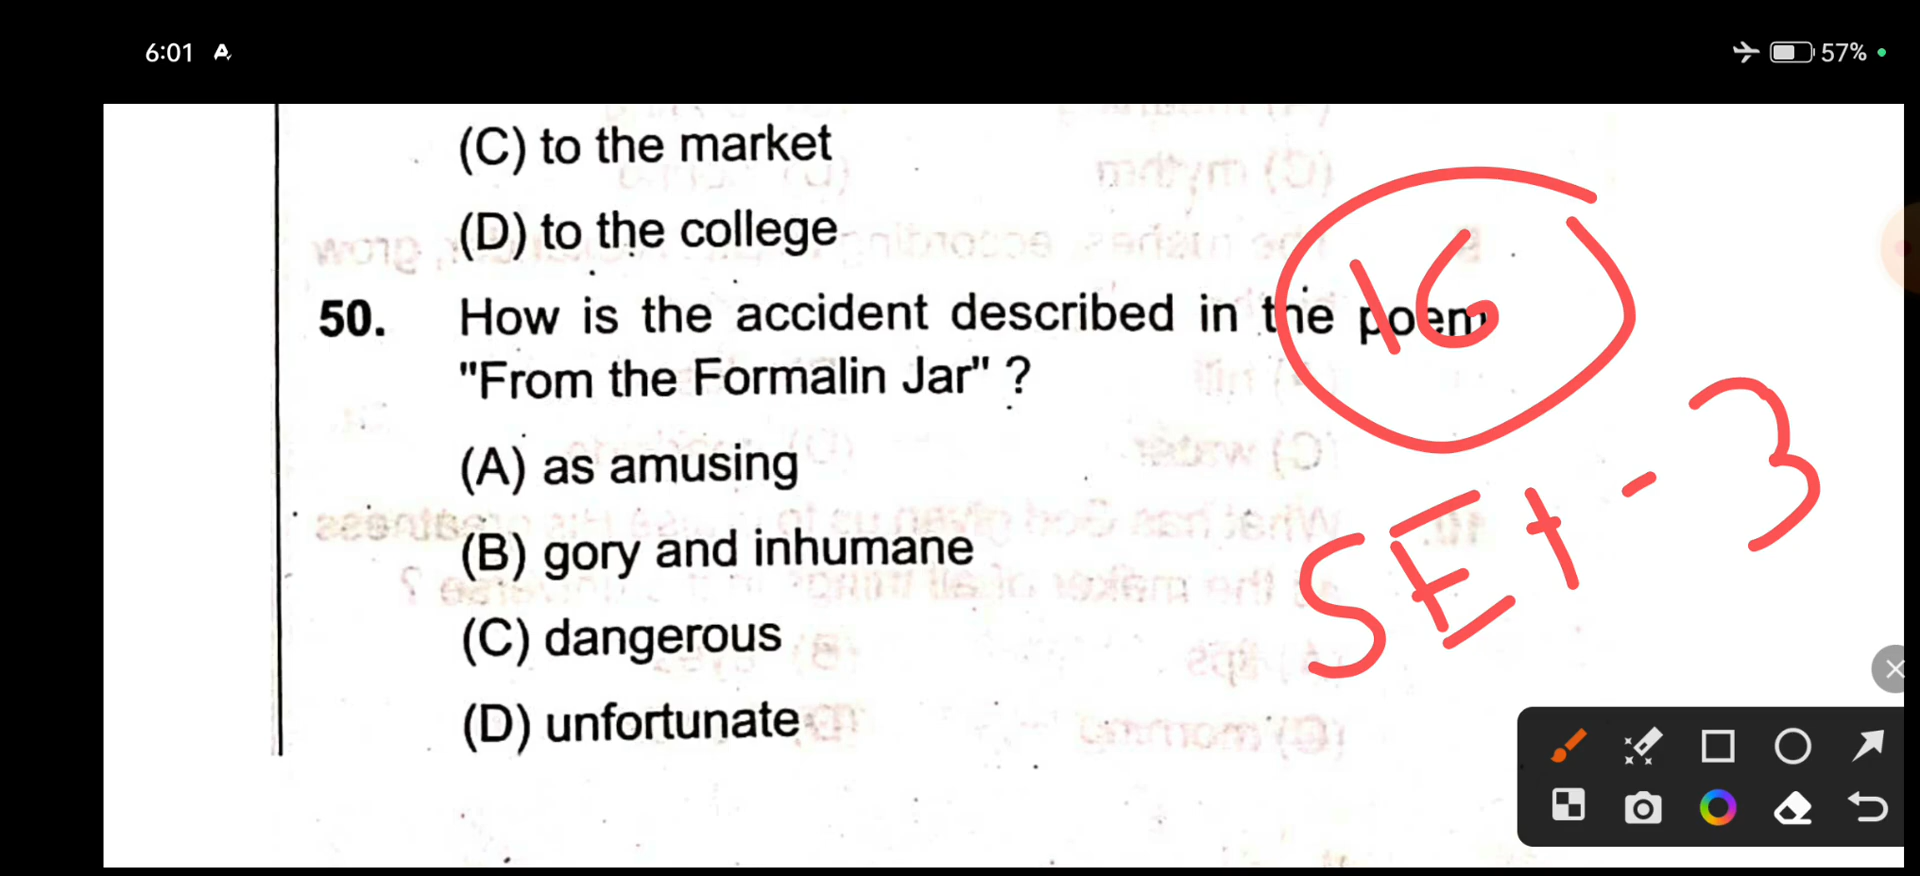 6:01
57%
(C) to the market
(D) to the college
50. How is the accident described in the poem
"From the Formalin Jar" ?
(A) as amusing
(B) gory and inhumane
(C) dangerous
(D) unfortunate
16
SEt - 3